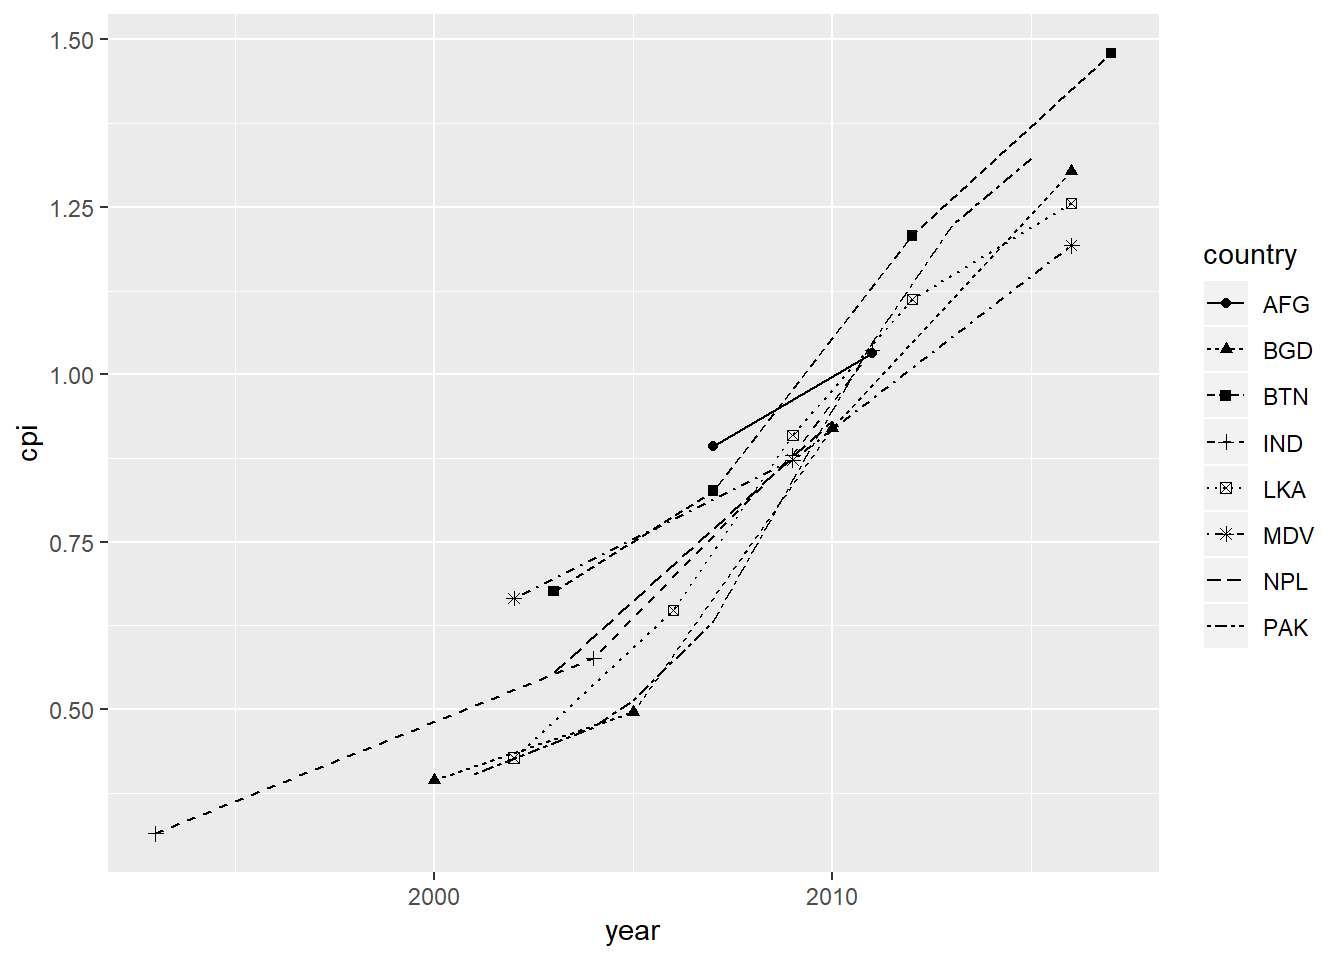 1.50
1.25
1.00
0.75
0.50
cpi
2000
2010
year
country
AFG
BGD
BTN
IND
LKA
MDV
NPL
PAK